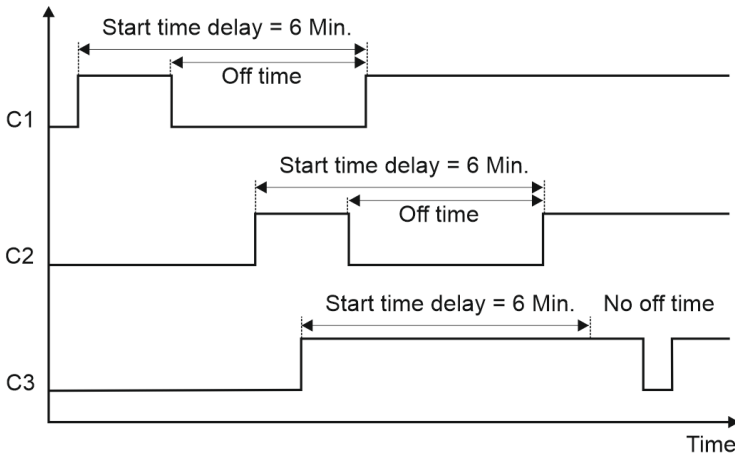 Start time delay = 6 Min.
Off time
C1
Start time delay = 6 Min.
Off time
C2
Start time delay = 6 Min.
No off time
C3
Time